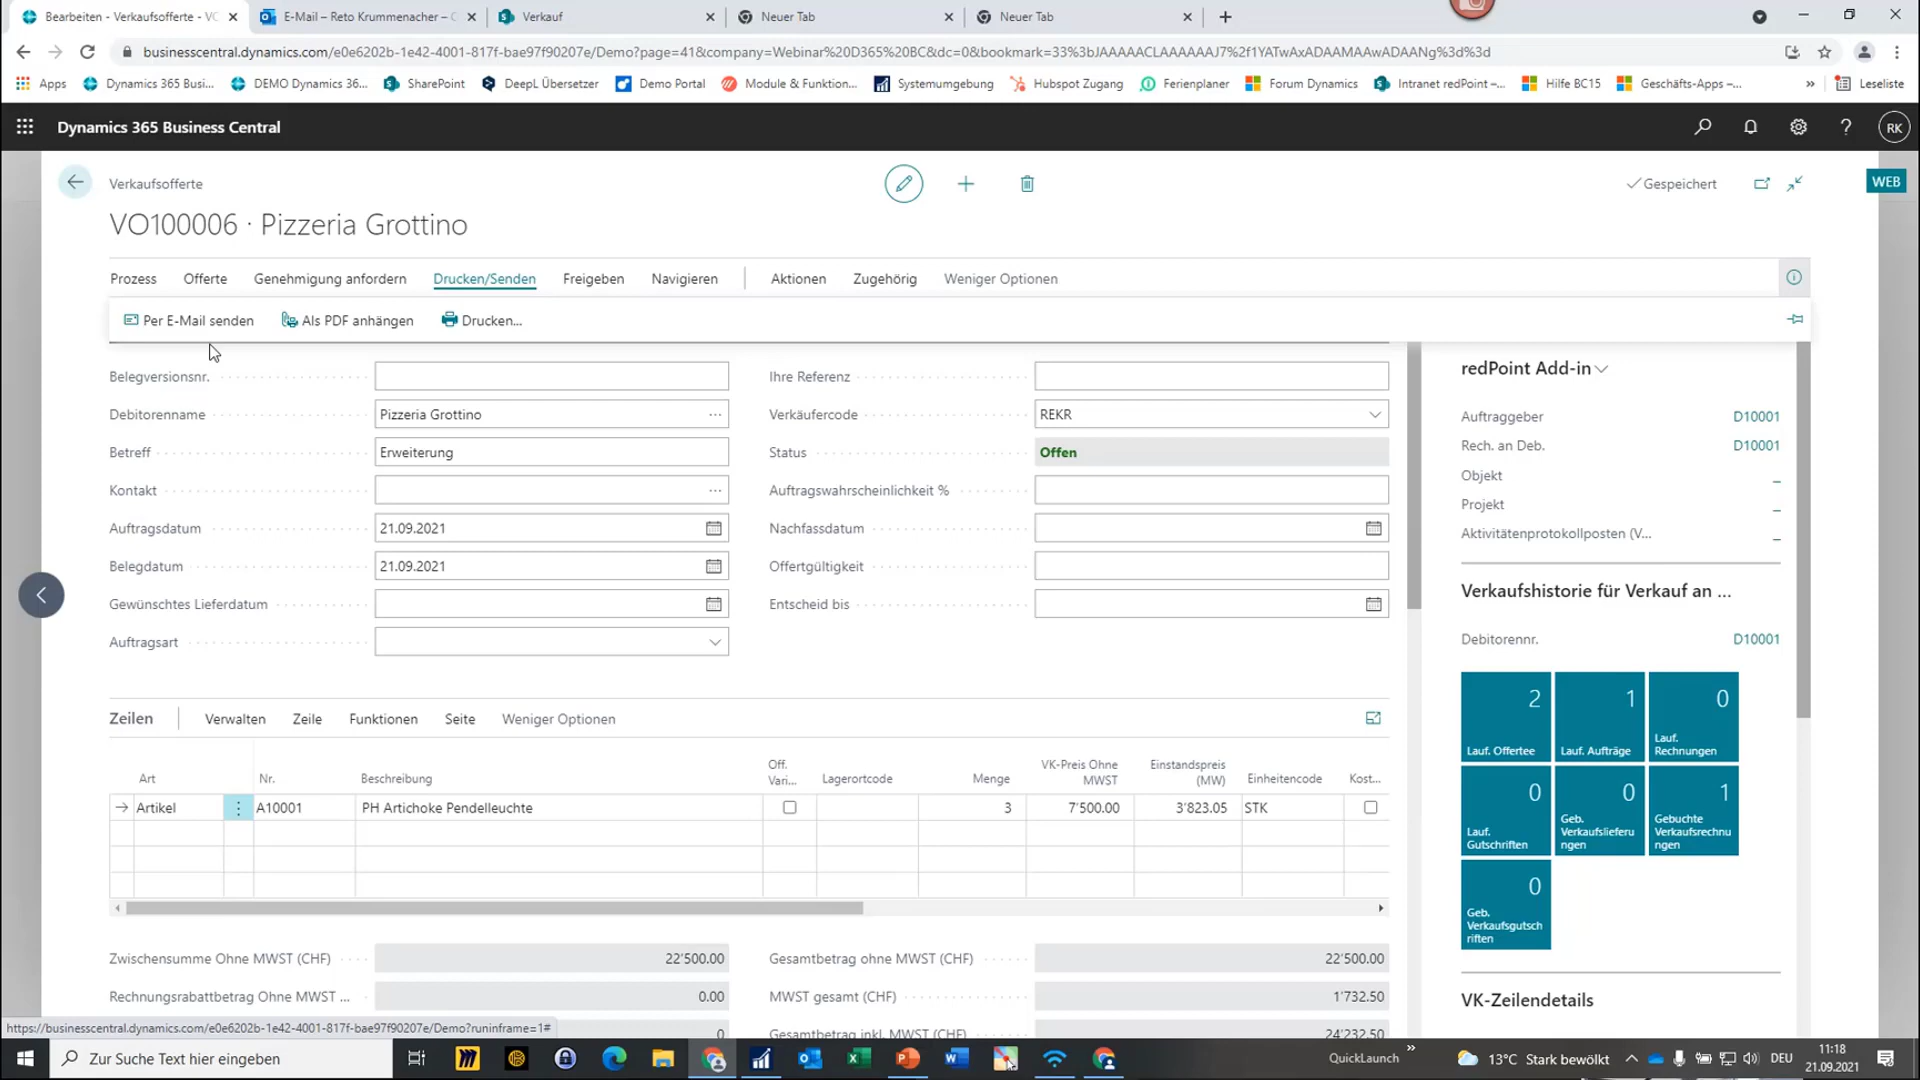 Bearbeiten - Verkaufsofferte - VO
E-Mail – Reto Krummenacher – C
Verkauf
Neuer Tab
Neuer Tab
businesscentral.dynamics.com/e0e6202b-1e42-4001-817f-bae97f90207e/Demo?page=41&company=Webinar%20D365%20BC&dc=0&bookmark=33%3bJAAAAACLAAAAAAJ7%2f1YATwAxADAAMAAwADAANg%3d%3d
Apps
Dynamics 365 Busi...
DEMO Dynamics 36...
SharePoint
DeepL Übersetzer
Demo Portal
Module & Funktion...
Systemumgebung
Hubspot Zugang
Ferienplaner
Forum Dynamics
Intranet redPoint –...
Hilfe BC15
Geschäfts-Apps –...
»
Leseliste
Dynamics 365 Business Central
?
RK
Verkaufsofferte
Gespeichert
WEB
VO100006 · Pizzeria Grottino
Prozess
Offerte
Genehmigung anfordern
Drucken/Senden
Freigeben
Navigieren
Aktionen
Zugehörig
Weniger Optionen
Per E-Mail senden
Als PDF anhängen
Drucken...
Belegversionsnr.
Debitorenname
Pizzeria Grottino
Betreff
Erweiterung
Kontakt
Auftragsdatum
21.09.2021
Belegdatum
21.09.2021
Gewünschtes Lieferdatum
Auftragsart
Ihre Referenz
Verkäufercode
REKR
Status
Offen
Auftragswahrscheinlichkeit %
Nachfassdatum
Offertgültigkeit
Entscheid bis
redPoint Add-in
Auftraggeber
D10001
Rech. an Deb.
D10001
Objekt
_
Projekt
_
Aktivitätenprotokollposten (V...
_
Verkaufshistorie für Verkauf an ...
Debitorennr.
D10001
2
Lauf. Offertee
1
Lauf. Aufträge
0
Lauf.
Rechnungen
0
Lauf.
Gutschriften
0
Geb.
Verkaufslieferu
ngen
1
Gebuchte
Verkaufsrechnu
ngen
0
Geb.
Verkaufsgutsch
riften
VK-Zeilendetails
Zeilen
Verwalten
Zeile
Funktionen
Seite
Weniger Optionen
Art
Nr.
Beschreibung
Off.
Vari...
Lagerortcode
Menge
VK-Preis Ohne
MWST
Einstandspreis
(MW)
Einheitencode
Kost...
Artikel
A10001
PH Artichoke Pendelleuchte
3
7'500.00
3'823.05
STK
Zwischensumme Ohne MWST (CHF)
22'500.00
Gesamtbetrag ohne MWST (CHF)
22'500.00
Rechnungsrabattbetrag Ohne MWST ...
0.00
MWST gesamt (CHF)
1'732.50
0
Gesamtbetrag inkl. MWST (CHF)
24'232.50
https://businesscentral.dynamics.com/e0e6202b-1e42-4001-817f-bae97f90207e/Demo?runinframe=1#
Zur Suche Text hier eingeben
QuickLaunch
»
13°C Stark bewölkt
DEU
11:18
21.09.2021